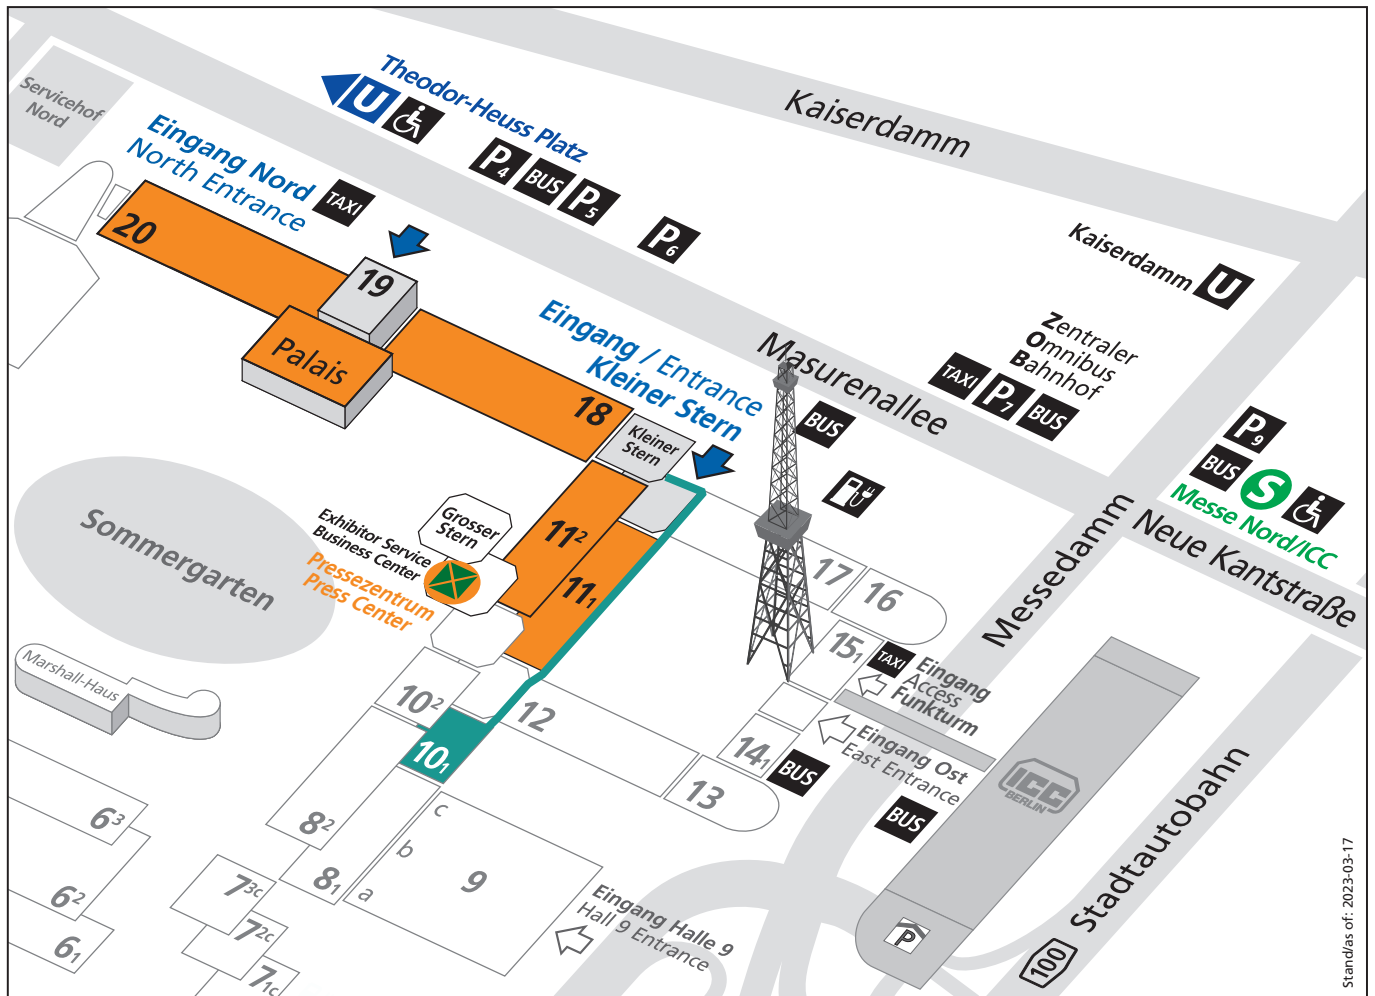 Servicehof
Nord
Theodor-Heuss Platz
U
Kaiserdamm
Eingang Nord
North Entrance
TAXI
P4
BUS
P5
P6
Kaiserdamm
U
20
19
Palais
18
Eingang / Entrance
Kleiner Stern
Kleiner
Stern
Masurenallee
BUS
Zentraler
Omnibus
Bahnhof
TAXI
P7
BUS
P9
BUS
S
Messe Nord/ICC
Neue Kantstraße
Messedamm
Sommergarten
Grosser
Stern
Exhibitor Service
Business Center
Pressezentrum
Press Center
11²
11₁
17
16
15₁
TAXI
Eingang
Access
Funkturm
Marshall-Haus
10²
10₁
12
13
14₁
BUS
Eingang Ost
East Entrance
BUS
ICC
BERLIN
Stadtautobahn
100
P
6³
6²
6₁
8²
8₁
7³ᶜ
7²ᶜ
7₁c
c
b
a
9
Eingang Halle 9
Hall 9 Entrance
Stand/as of: 2023-03-17